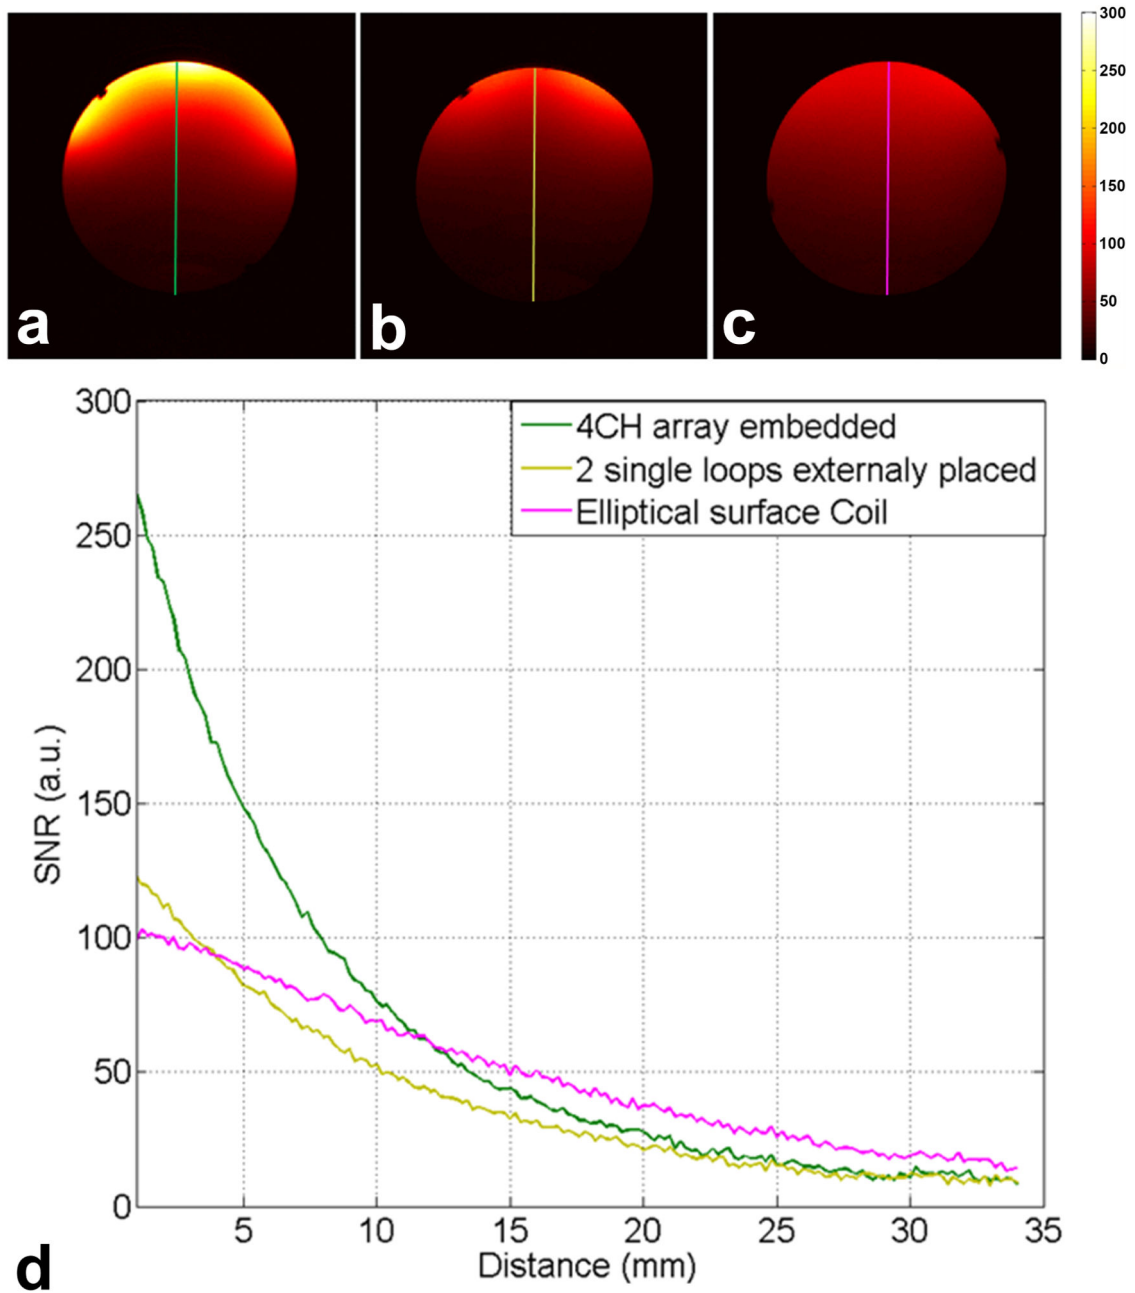 a
b
c
300
250
200
150
100
50
0
300
250
200
150
100
50
0
SNR (a.u.)
4CH array embedded
2 single loops externaly placed
Elliptical surface Coil
5 10 15 20 25 30 35
Distance (mm)
d